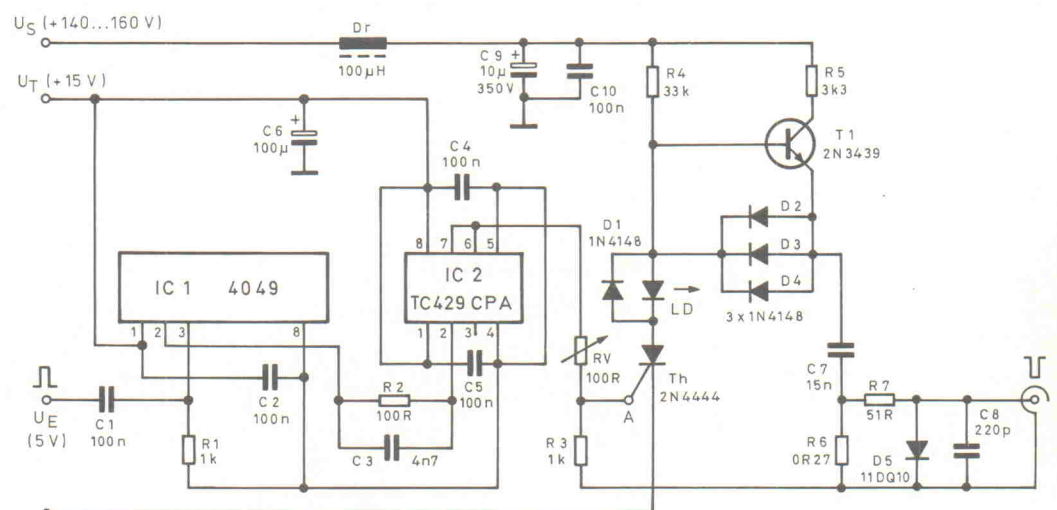 U_S (+140...160 V)
Dr
100µH
C 9
10µ
350V
+
C10
100n
R4
33k
R5
3k3
U_T (+15 V)
C6
100µ
+
C4
100n
T1
2N3439
8 7 6 5
IC 2
TC429 CPA
1 2 3 4
D1
1N4148
D2
D3
D4
3x1N4148
LD
IC 1 4049
1 2 3 8
RV
100R
Th
2N4444
A
C7
15n
R7
51R
C8
220p
U_E
(5V)
C1
100n
C2
100n
R1
1k
R2
100R
C3 4n7
C5
100n
R3
1k
R6
0R27
D5
11DQ10